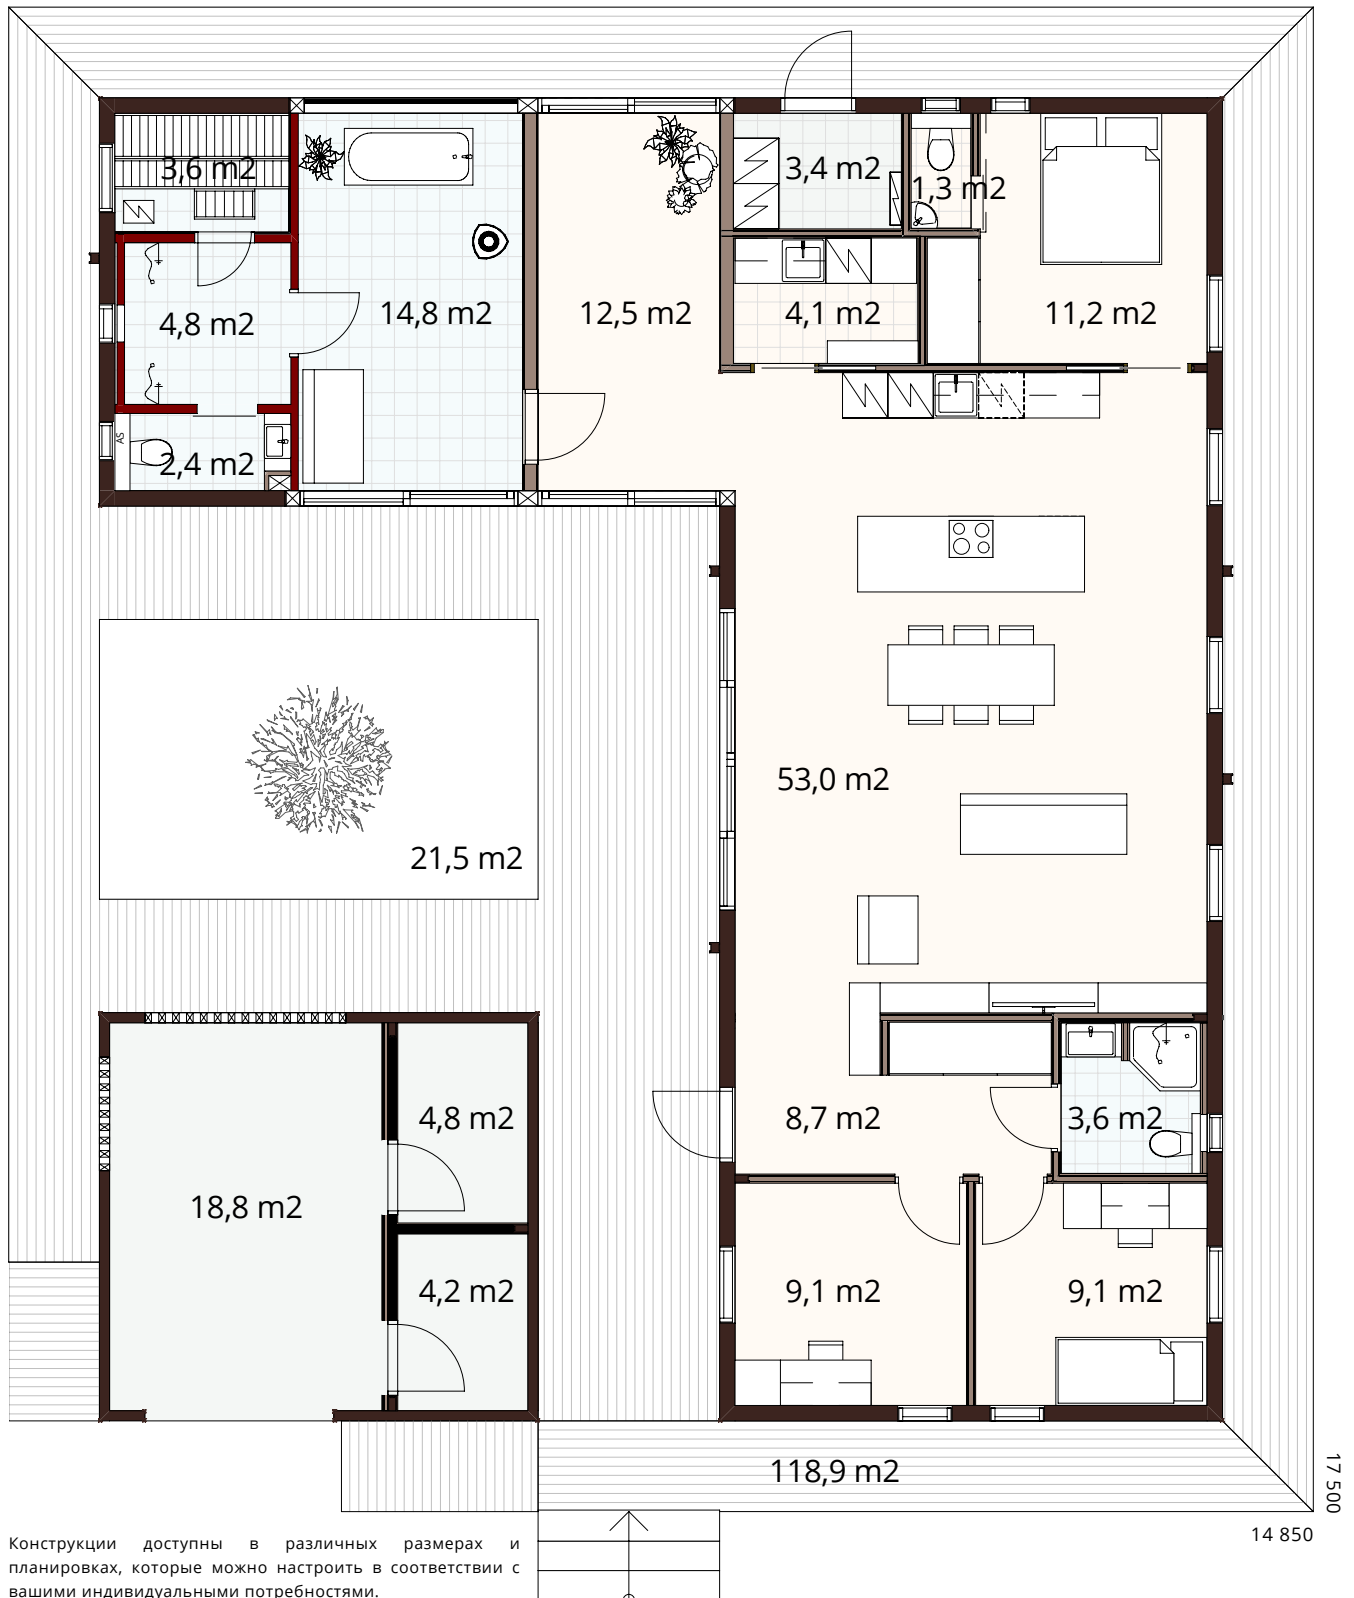 3,6 m2
3,4 m2
1,3 m2
4,8 m2
14,8 m2
12,5 m2
4,1 m2
11,2 m2
AS
2,4 m2
53,0 m2
21,5 m2
4,8 m2
8,7 m2
3,6 m2
18,8 m2
4,2 m2
9,1 m2
9,1 m2
118,9 m2
17 500
14 850
Конструкции доступны в различных размерах и
планировках, которые можно настроить в соответствии с
вашими индивидуальными потребностями.